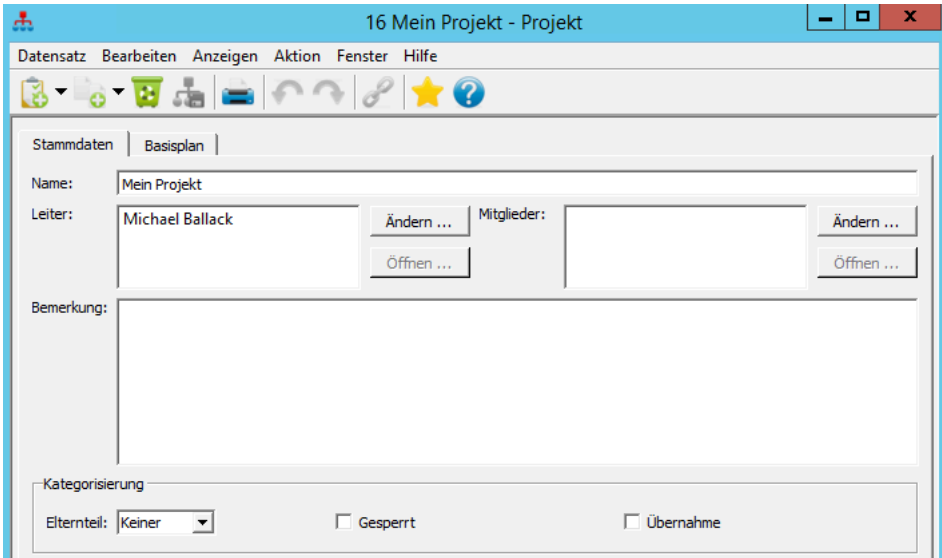 16 Mein Projekt - Projekt
Datensatz Bearbeiten Anzeigen Aktion Fenster Hilfe
Stammdaten Basisplan
Name: Mein Projekt
Leiter: Michael Ballack Ändern ... Mitglieder: Ändern ...
Öffnen ... Öffnen ...
Bemerkung:
Kategorisierung
Elternteil: Keiner Gesperrt Übernahme